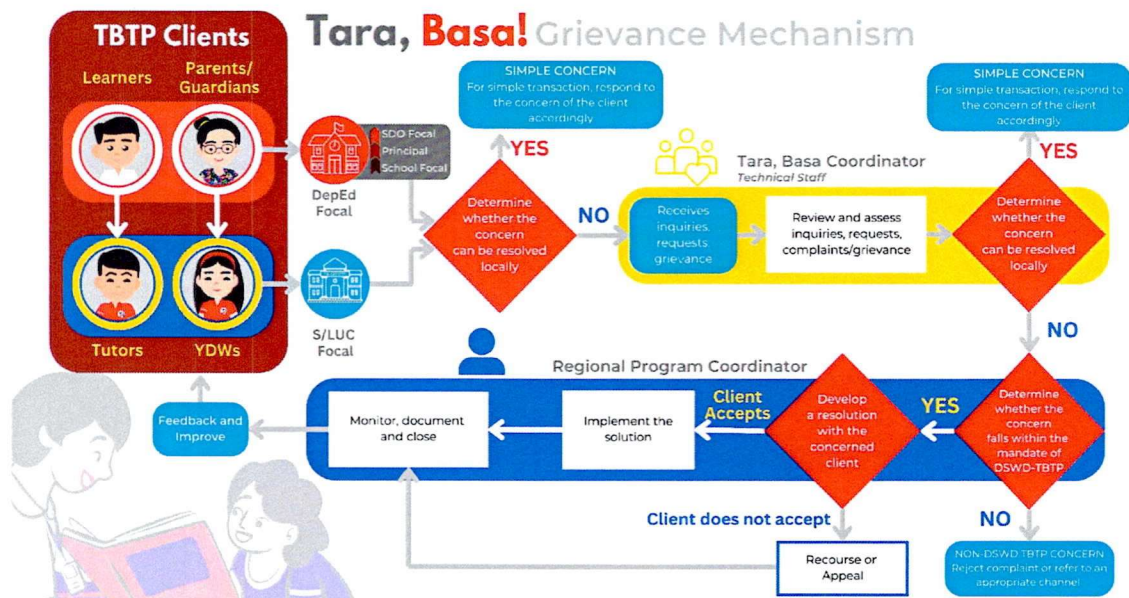 TBTP Clients
Tara, Basa! Grievance Mechanism
Learners
Parents/
Guardians
SIMPLE CONCERN
For simple transaction, respond to
the concern of the client
accordingly
SIMPLE CONCERN
For simple transaction, respond to
the concern of the client
accordingly
SDO Focal
Principal
School Focal
DepEd
Focal
YES
Determine
whether the
concern
can be resolved
locally
NO
Tara, Basa Coordinator
Technical Staff
Receives
inquiries,
requests,
grievance
Review and assess
inquiries, requests,
complaints/grievance
YES
Determine
whether the
concern
can be resolved
locally
NO
S/LUC
Focal
Tutors
YDWs
Regional Program Coordinator
Feedback and
Improve
Monitor, document
and close
Implement the
solution
Client
Accepts
Develop
a resolution
with the
concerned
client
YES
Determine
whether the
concern
falls within the
mandate of
DSWD-TBTP.
NO
Client does not accept
Recourse or
Appeal
NON-DSWD TBTP CONCERN
Reject complaint or refer to an
appropriate channel